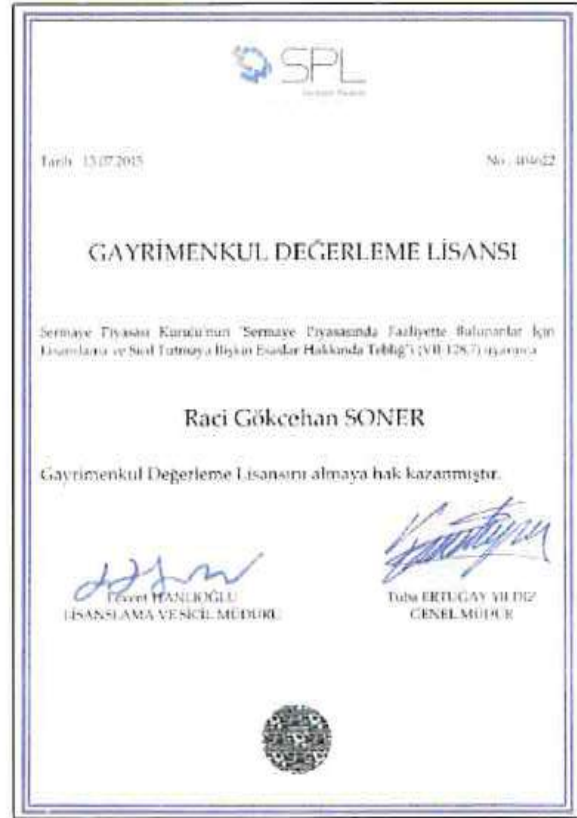 SPL
Tarih 13.07.2015
No: 404622
GAYRİMENKUL DEĞERLEME LİSANSI
Sermaye Piyasası Kurulu'nun "Sermaye Piyasasında Faaliyette Bulunanlar İçin
Lisanslama ve Sicil Tutmaya İlişkin Esaslar Hakkında Tebliğ"i (VII-128.7) uyarınca
Raci Gökcehan SONER
Gayrimenkul Değerleme Lisansını almaya hak kazanmıştır.
Levent HANLIOĞLU
LİSANSLAMA VE SİCİL MÜDÜRÜ
Tuba ERTUGAY YILDIZ
GENEL MÜDÜR